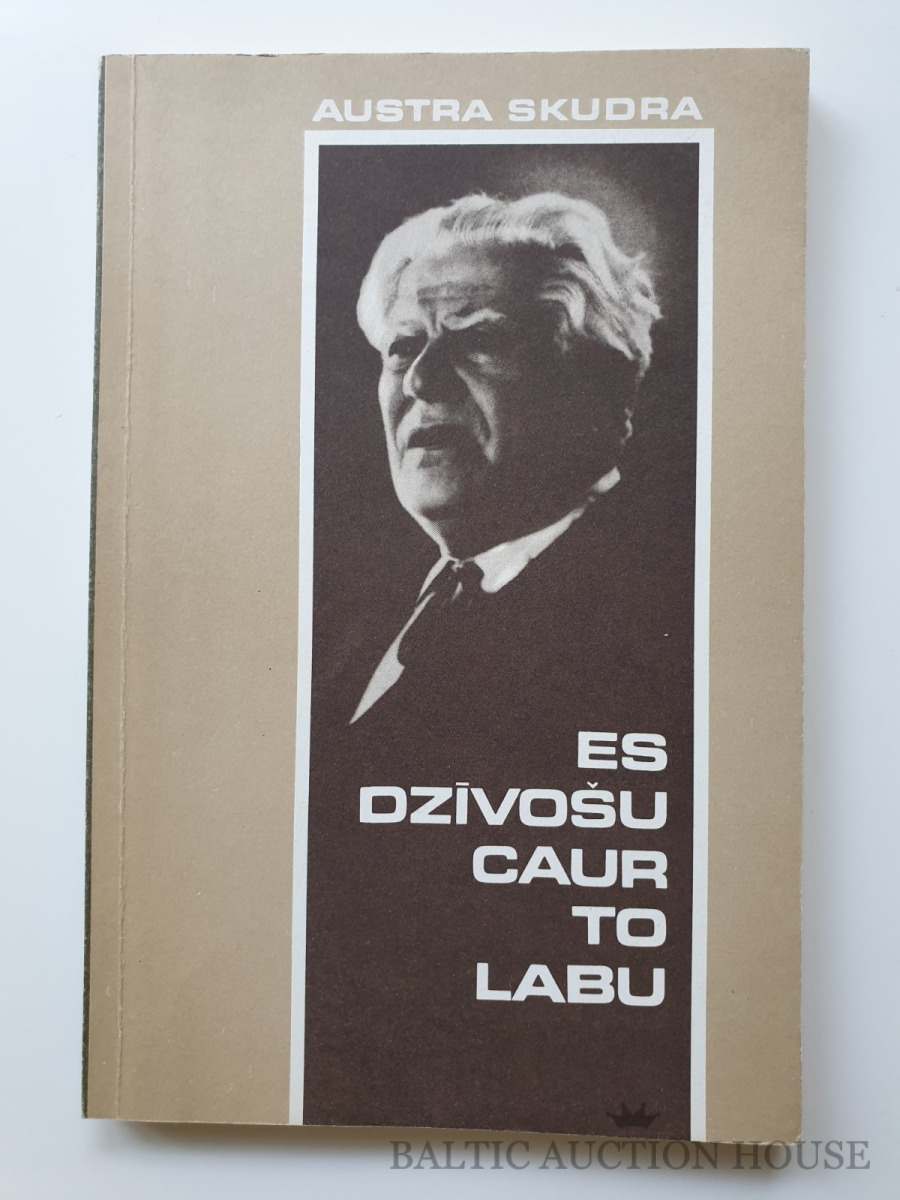 AUSTRA SKUDRA
ES
DZĪVOŠU
CAUR
TO
LABU
BALTIC AUCTION HOUSE